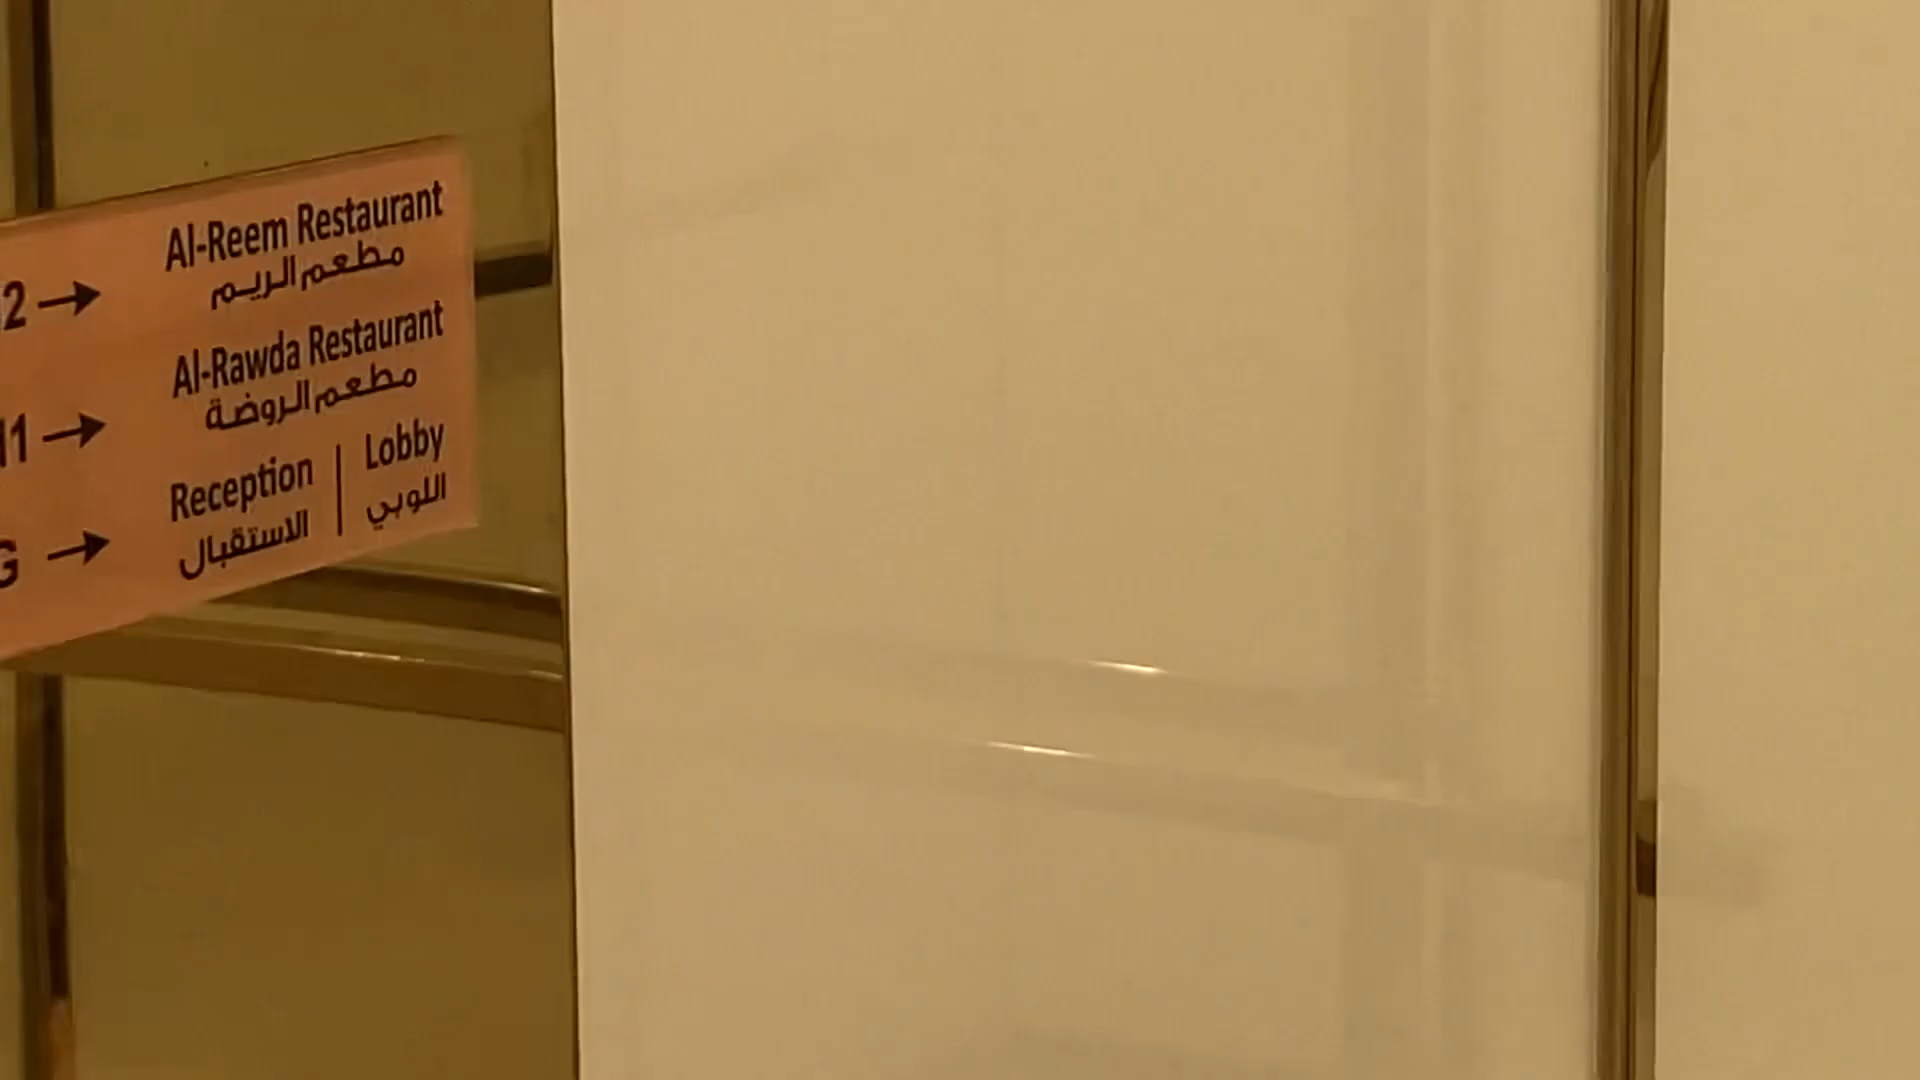 2 → Al-Reem Restaurant
مطعم الريم
1 → Al-Rawda Restaurant
مطعم الروضة
G → Reception | Lobby
الاستقبال | اللوبي